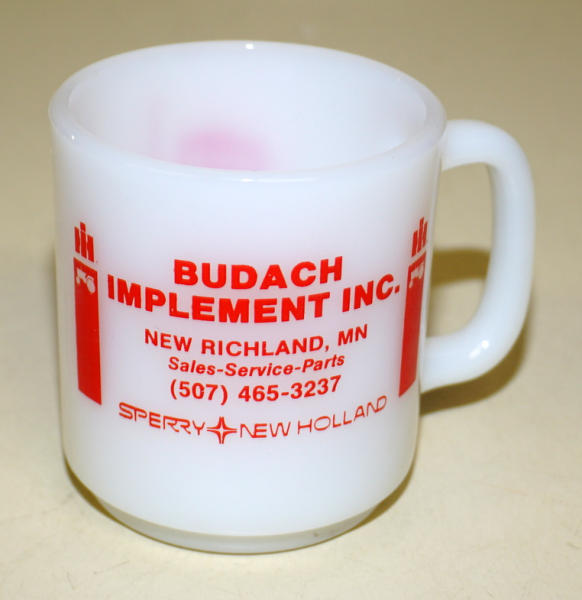 BUDACH
IMPLEMENT INC.
NEW RICHLAND, MN
Sales-Service-Parts
(507) 465-3237
SPERRY NEW HOLLAND